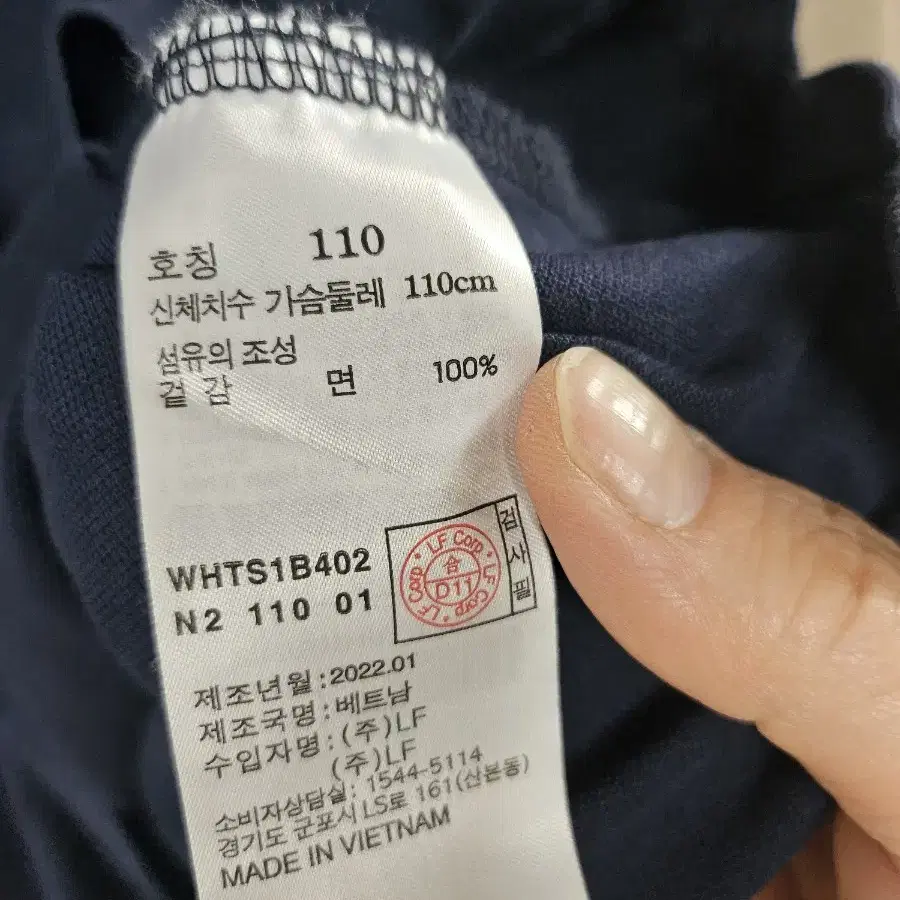 호칭 110
신체치수 가슴둘레 110cm
섬유의 조성
겉 감 면 100%
WHTS1B402
N2 110 01
LF Corp · LF Corp · LF Corp ·
合
D11
검사필
제조년월 : 2022.01
제조국명 : 베트남
수입자명 : (주)LF
(주)LF
소비자상담실: 1544-5114
경기도 군포시 LS로 161(산본동)
MADE IN VIETNAM